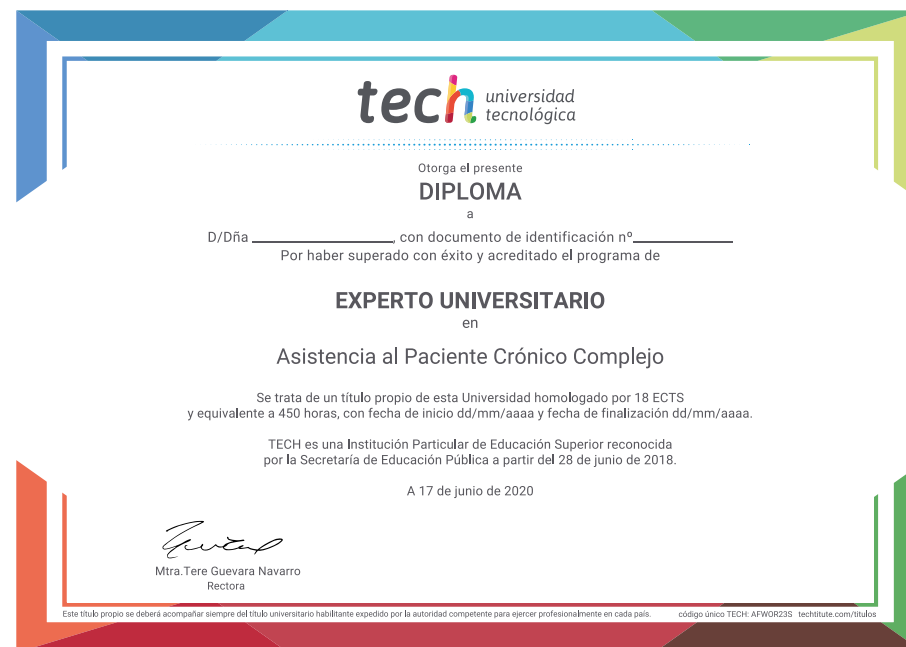 tech universidad
tecnológica
Otorga el presente
DIPLOMA
a
D/Dña ____________________, con documento de identificación nº______________
Por haber superado con éxito y acreditado el programa de
EXPERTO UNIVERSITARIO
en
Asistencia al Paciente Crónico Complejo
Se trata de un título propio de esta Universidad homologado por 18 ECTS
y equivalente a 450 horas, con fecha de inicio dd/mm/aaaa y fecha de finalización dd/mm/aaaa.
TECH es una Institución Particular de Educación Superior reconocida
por la Secretaría de Educación Pública a partir del 28 de junio de 2018.
A 17 de junio de 2020
Mtra.Tere Guevara Navarro
Rectora
Este título propio se deberá acompañar siempre del título universitario habilitante expedido por la autoridad competente para ejercer profesionalmente en cada país. código único TECH: AFWOR23S techtitute.com/titulos